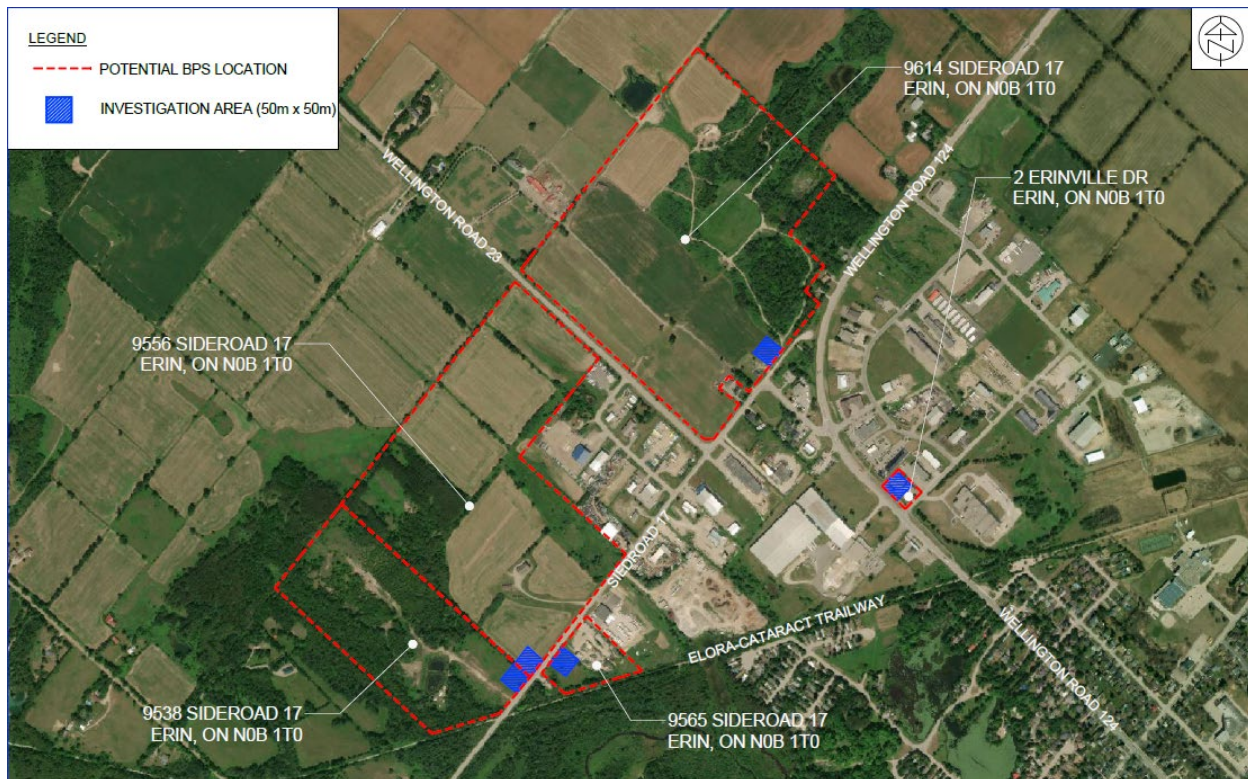 LEGEND
POTENTIAL BPS LOCATION
INVESTIGATION AREA (50m x 50m)
N
9614 SIDEROAD 17
ERIN, ON N0B 1T0
WELLINGTON ROAD 124
WELLINGTON ROAD 23
2 ERINVILLE DR
ERIN, ON N0B 1T0
9556 SIDEROAD 17
ERIN, ON N0B 1T0
SIEDROAD 17
ELORA-CATARACT TRAILWAY
WELLINGTON ROAD 124
9538 SIDEROAD 17
ERIN, ON N0B 1T0
9565 SIDEROAD 17
ERIN, ON N0B 1T0